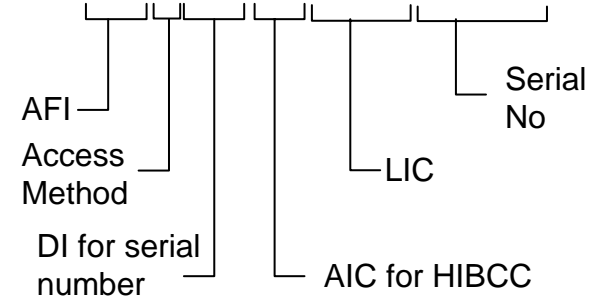 Serial
No
AFI
Access
Method
LIC
DI for serial
number
AIC for HIBCC